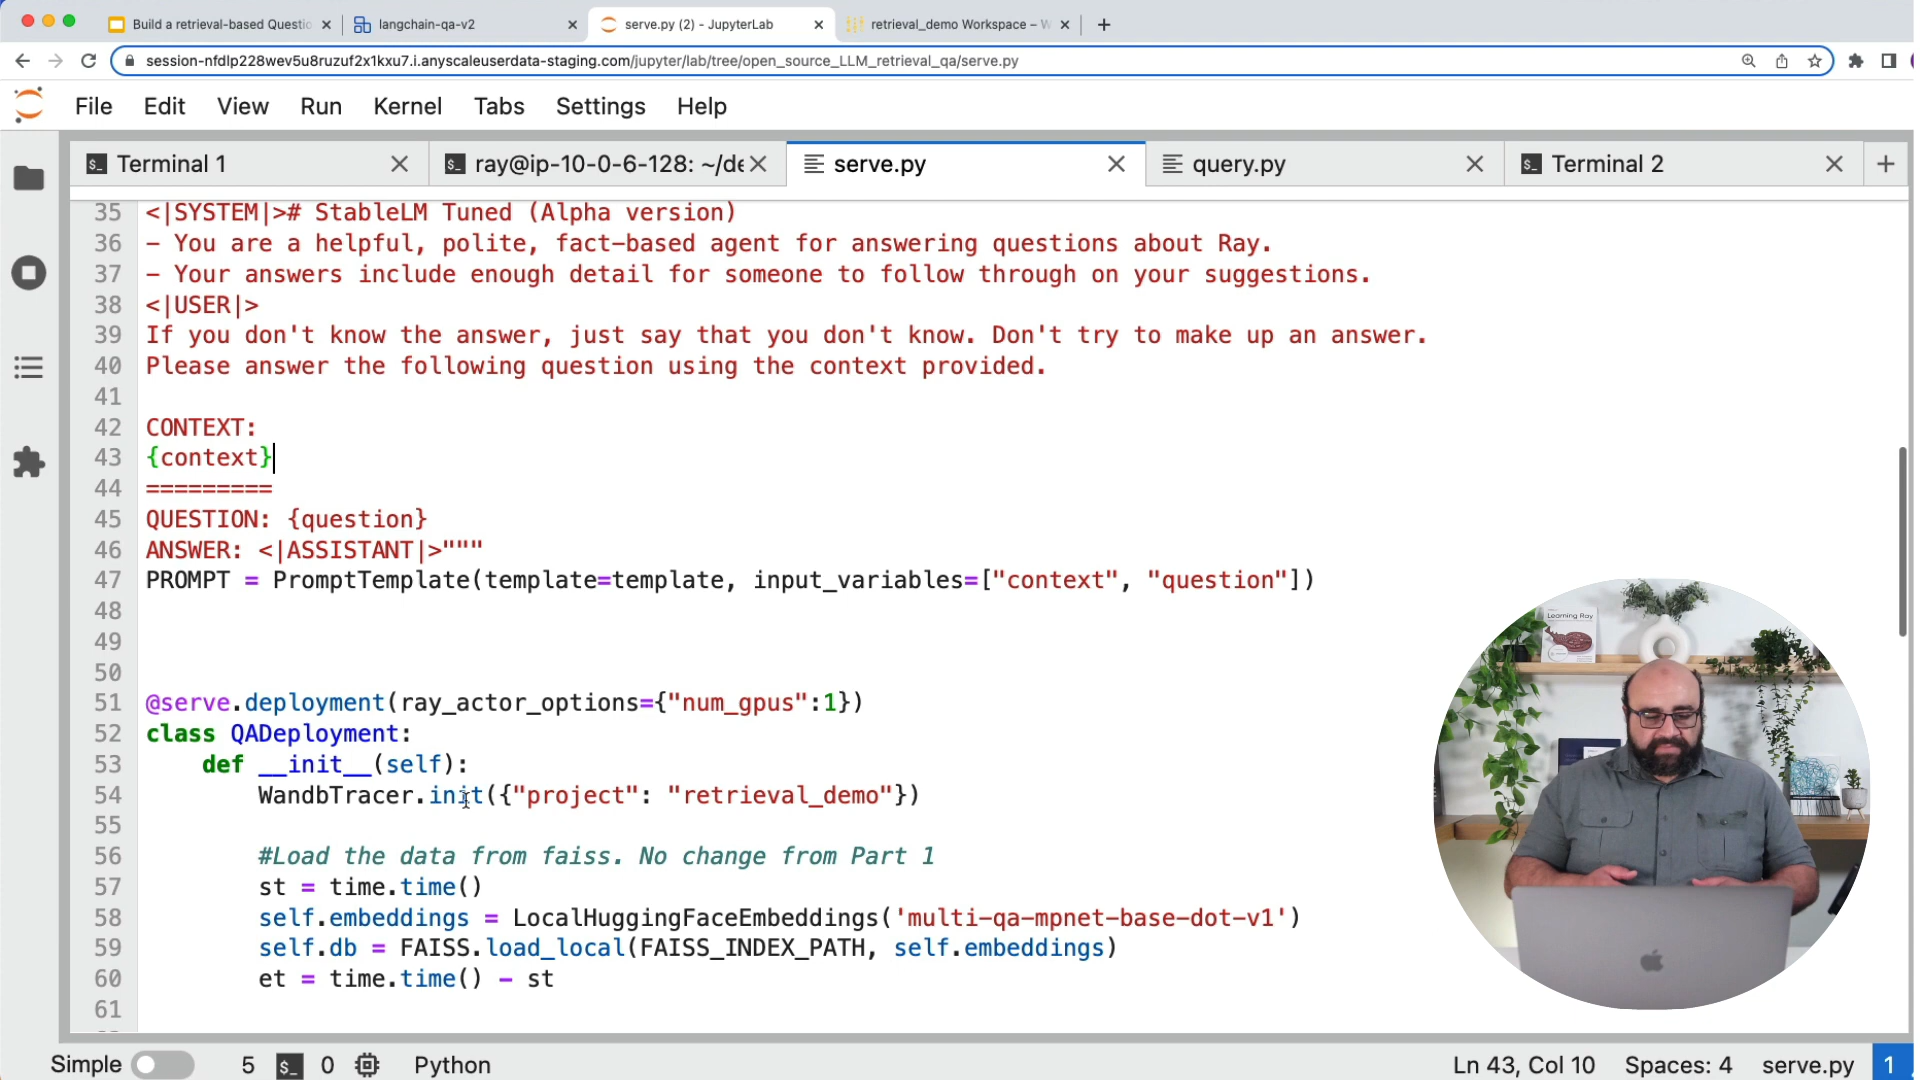 Build a retrieval-based Questio
langchain-qa-v2
serve.py (2) - JupyterLab
retrieval_demo Workspace – W
session-nfdlp228wev5u8ruzuf2x1kxu7.i.anyscaleuserdata-staging.com/jupyter/lab/tree/open_source_LLM_retrieval_qa/serve.py
File Edit View Run Kernel Tabs Settings Help
Terminal 1
ray@ip-10-0-6-128: ~/de
serve.py
query.py
Terminal 2
35 <|SYSTEM|># StableLM Tuned (Alpha version)
36 - You are a helpful, polite, fact-based agent for answering questions about Ray.
37 - Your answers include enough detail for someone to follow through on your suggestions.
38 <|USER|>
39 If you don't know the answer, just say that you don't know. Don't try to make up an answer.
40 Please answer the following question using the context provided.
41
42 CONTEXT:
43 {context}
44 =========
45 QUESTION: {question}
46 ANSWER: <|ASSISTANT|>"""
47 PROMPT = PromptTemplate(template=template, input_variables=["context", "question"])
48
49
50
51 @serve.deployment(ray_actor_options={"num_gpus":1})
52 class QADeployment:
53 def __init__(self):
54 WandbTracer.init({"project": "retrieval_demo"})
55
56 #Load the data from faiss. No change from Part 1
57 st = time.time()
58 self.embeddings = LocalHuggingFaceEmbeddings('multi-qa-mpnet-base-dot-v1')
59 self.db = FAISS.load_local(FAISS_INDEX_PATH, self.embeddings)
60 et = time.time() - st
61
Learning Ray
Simple 5 $_ 0 Python Ln 43, Col 10 Spaces: 4 serve.py 1